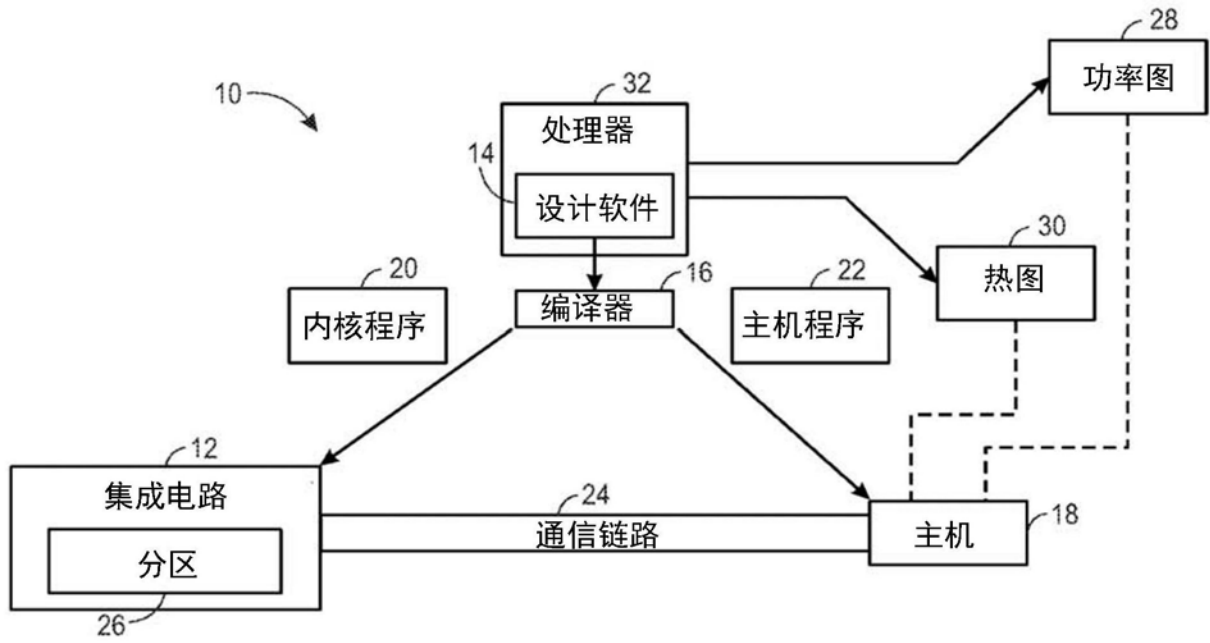 28
功率图
10
32
处理器
14
设计软件
30
热图
20
内核程序
16
编译器
22
主机程序
12
集成电路
分区
26
24
通信链路
主机
18